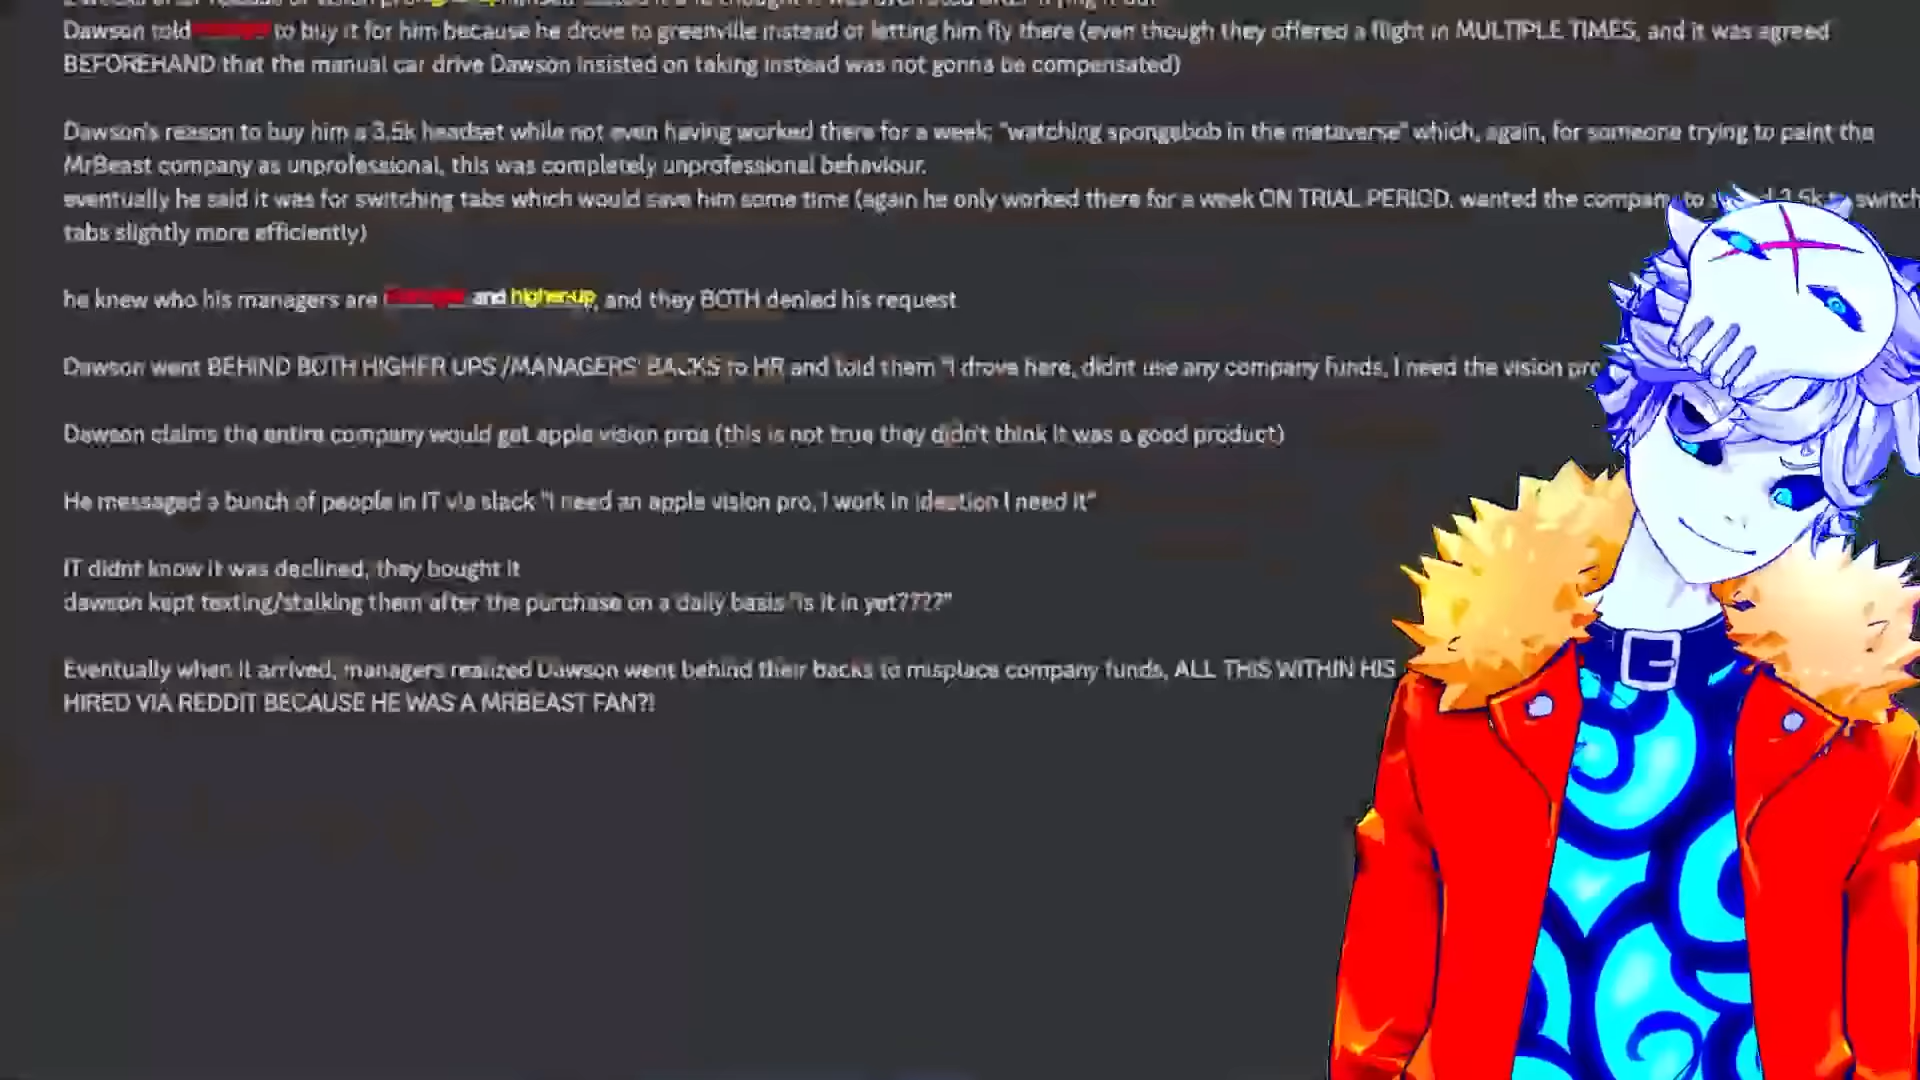 Dawson told manager to buy it for him because he drove to greenville instead of letting him fly there (even though they offered a flight in MULTIPLE TIMES, and it was agreed
BEFOREHAND that the manual car drive Dawson insisted on taking instead was not gonna be compensated)
Dawson's reason to buy him a 3.5k headset while not even having worked there for a week: "watching spongebob in the metaverse" which, again, for someone trying to paint the
MrBeast company as unprofessional, this was completely unprofessional behaviour.
eventually he said it was for switching tabs which would save him some time (again he only worked there for a week ON TRIAL PERIOD, wanted the company to 3.5k to switch
tabs slightly more efficiently)
he knew who his managers are manager and higher-up, and they BOTH denied his request
Dawson went BEHIND BOTH HIGHER UPS /MANAGERS' BACKS to HR and told them "I drove here, didnt use any company funds, I need the vision pro
Dawson claims the entire company would get apple vision pros (this is not true they didn't think it was a good product)
He messaged a bunch of people in IT via slack "I need an apple vision pro, I work in ideation I need it"
IT didnt know it was declined, they bought it
dawson kept texting/stalking them after the purchase on a daily basis "is it in yet????"
Eventually when it arrived, managers realized Dawson went behind their backs to misplace company funds, ALL THIS WITHIN HIS
HIRED VIA REDDIT BECAUSE HE WAS A MRBEAST FAN?!